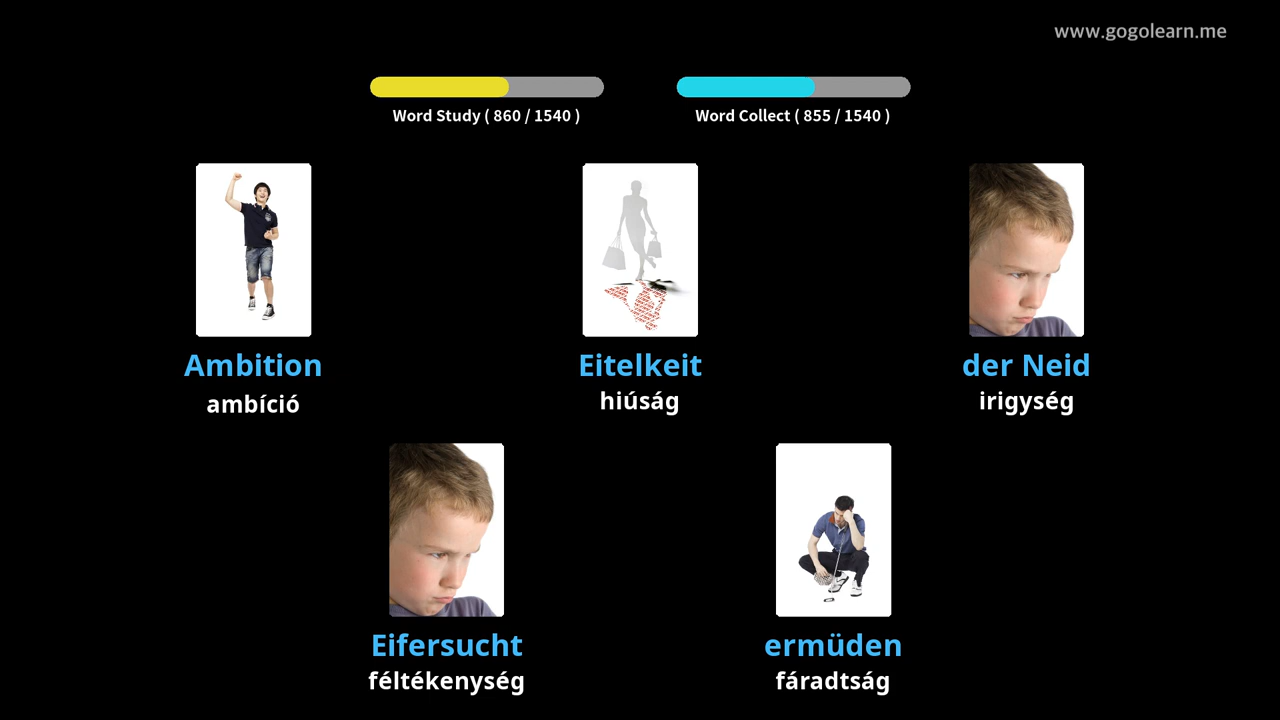 www.gogolearn.me
Word Study ( 860 / 1540 )
Word Collect ( 855 / 1540 )
Ambition
ambíció
Eitelkeit
hiúság
der Neid
irigység
Eifersucht
féltékenység
ermüden
fáradtság